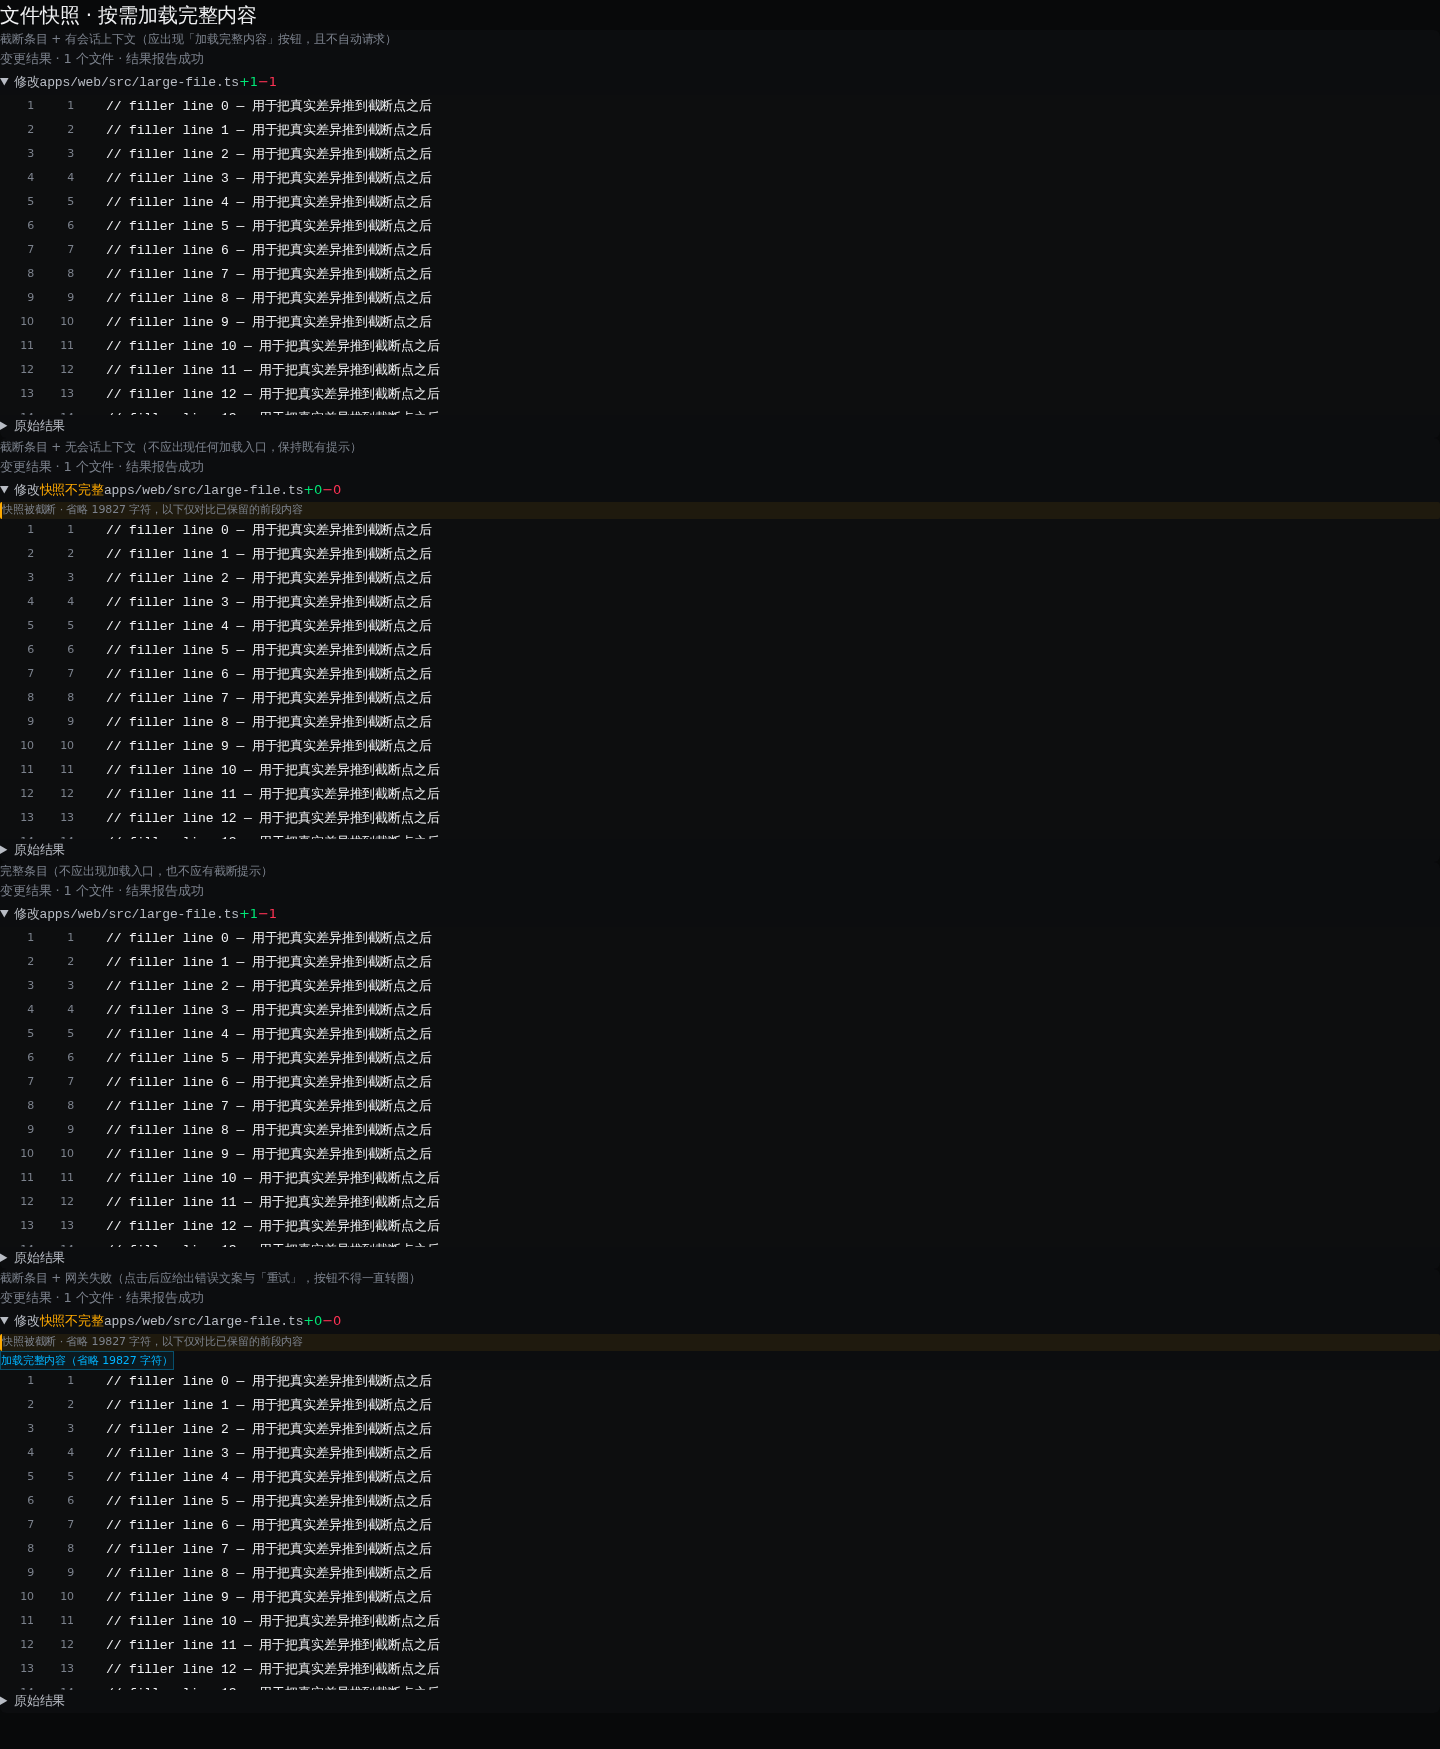 文件快照 · 按需加载完整内容
截断条目 + 有会话上下文（应出现「加载完整内容」按钮，且不自动请求）
变更结果 · 1 个文件 · 结果报告成功
▼ 修改apps/web/src/large-file.ts+1−1
1 1 // filler line 0 — 用于把真实差异推到截断点之后
2 2 // filler line 1 — 用于把真实差异推到截断点之后
3 3 // filler line 2 — 用于把真实差异推到截断点之后
4 4 // filler line 3 — 用于把真实差异推到截断点之后
5 5 // filler line 4 — 用于把真实差异推到截断点之后
6 6 // filler line 5 — 用于把真实差异推到截断点之后
7 7 // filler line 6 — 用于把真实差异推到截断点之后
8 8 // filler line 7 — 用于把真实差异推到截断点之后
9 9 // filler line 8 — 用于把真实差异推到截断点之后
10 10 // filler line 9 — 用于把真实差异推到截断点之后
11 11 // filler line 10 — 用于把真实差异推到截断点之后
12 12 // filler line 11 — 用于把真实差异推到截断点之后
13 13 // filler line 12 — 用于把真实差异推到截断点之后
▶ 原始结果
截断条目 + 无会话上下文（不应出现任何加载入口，保持既有提示）
变更结果 · 1 个文件 · 结果报告成功
▼ 修改快照不完整apps/web/src/large-file.ts+0−0
快照被截断 · 省略 19827 字符，以下仅对比已保留的前段内容
1 1 // filler line 0 — 用于把真实差异推到截断点之后
2 2 // filler line 1 — 用于把真实差异推到截断点之后
3 3 // filler line 2 — 用于把真实差异推到截断点之后
4 4 // filler line 3 — 用于把真实差异推到截断点之后
5 5 // filler line 4 — 用于把真实差异推到截断点之后
6 6 // filler line 5 — 用于把真实差异推到截断点之后
7 7 // filler line 6 — 用于把真实差异推到截断点之后
8 8 // filler line 7 — 用于把真实差异推到截断点之后
9 9 // filler line 8 — 用于把真实差异推到截断点之后
10 10 // filler line 9 — 用于把真实差异推到截断点之后
11 11 // filler line 10 — 用于把真实差异推到截断点之后
12 12 // filler line 11 — 用于把真实差异推到截断点之后
13 13 // filler line 12 — 用于把真实差异推到截断点之后
▶ 原始结果
完整条目（不应出现加载入口，也不应有截断提示）
变更结果 · 1 个文件 · 结果报告成功
▼ 修改apps/web/src/large-file.ts+1−1
1 1 // filler line 0 — 用于把真实差异推到截断点之后
2 2 // filler line 1 — 用于把真实差异推到截断点之后
3 3 // filler line 2 — 用于把真实差异推到截断点之后
4 4 // filler line 3 — 用于把真实差异推到截断点之后
5 5 // filler line 4 — 用于把真实差异推到截断点之后
6 6 // filler line 5 — 用于把真实差异推到截断点之后
7 7 // filler line 6 — 用于把真实差异推到截断点之后
8 8 // filler line 7 — 用于把真实差异推到截断点之后
9 9 // filler line 8 — 用于把真实差异推到截断点之后
10 10 // filler line 9 — 用于把真实差异推到截断点之后
11 11 // filler line 10 — 用于把真实差异推到截断点之后
12 12 // filler line 11 — 用于把真实差异推到截断点之后
13 13 // filler line 12 — 用于把真实差异推到截断点之后
▶ 原始结果
截断条目 + 网关失败（点击后应给出错误文案与「重试」，按钮不得一直转圈）
变更结果 · 1 个文件 · 结果报告成功
▼ 修改快照不完整apps/web/src/large-file.ts+0−0
快照被截断 · 省略 19827 字符，以下仅对比已保留的前段内容
加载完整内容（省略 19827 字符）
1 1 // filler line 0 — 用于把真实差异推到截断点之后
2 2 // filler line 1 — 用于把真实差异推到截断点之后
3 3 // filler line 2 — 用于把真实差异推到截断点之后
4 4 // filler line 3 — 用于把真实差异推到截断点之后
5 5 // filler line 4 — 用于把真实差异推到截断点之后
6 6 // filler line 5 — 用于把真实差异推到截断点之后
7 7 // filler line 6 — 用于把真实差异推到截断点之后
8 8 // filler line 7 — 用于把真实差异推到截断点之后
9 9 // filler line 8 — 用于把真实差异推到截断点之后
10 10 // filler line 9 — 用于把真实差异推到截断点之后
11 11 // filler line 10 — 用于把真实差异推到截断点之后
12 12 // filler line 11 — 用于把真实差异推到截断点之后
13 13 // filler line 12 — 用于把真实差异推到截断点之后
▶ 原始结果